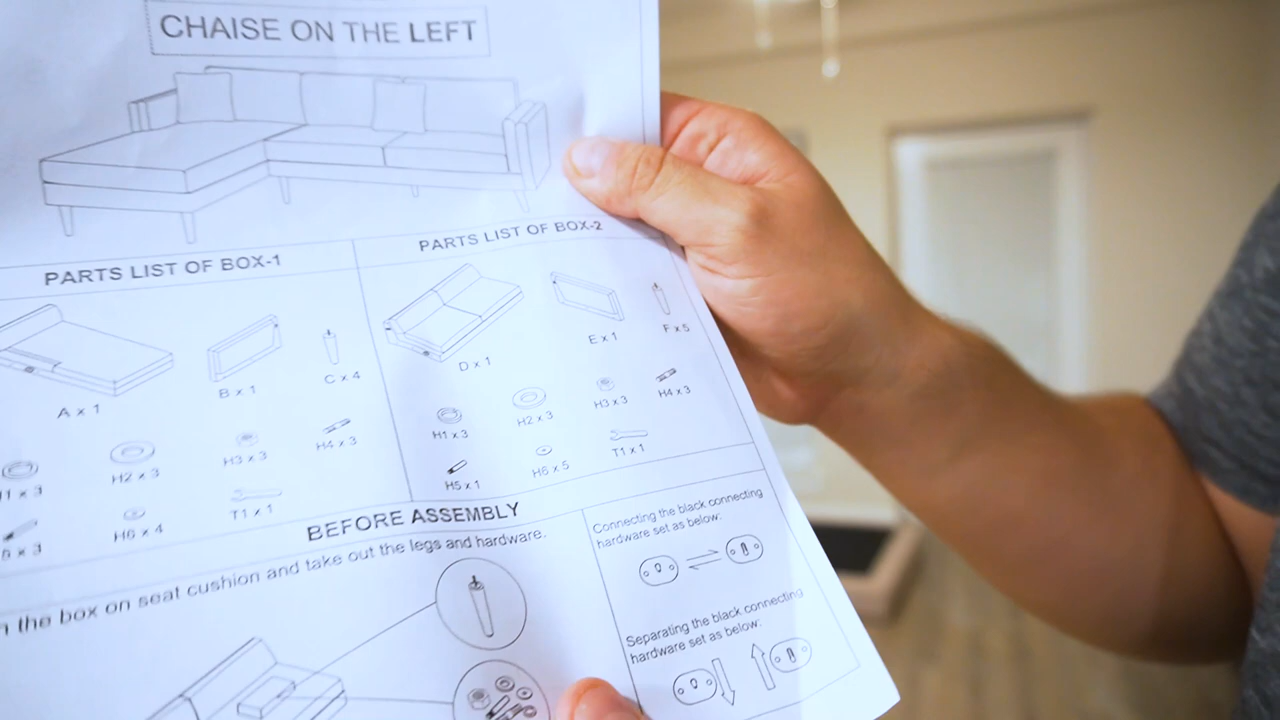 CHAISE ON THE LEFT
PARTS LIST OF BOX-1
PARTS LIST OF BOX-2
A x 1
B x 1
C x 4
H2 x 3
H3 x 3
H4 x 3
H6 x 4
T1 x 1
D x 1
E x 1
F x 5
H1 x 3
H2 x 3
H3 x 3
H4 x 3
H5 x 1
H6 x 5
T1 x 1
BEFORE ASSEMBLY
the box on seat cushion and take out the legs and hardware.
Connecting the black connecting
hardware set as below:
Separating the black connecting
hardware set as below: